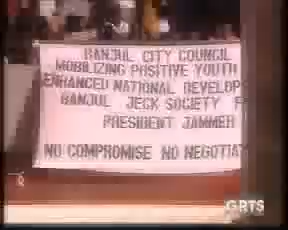 BANJUL CITY COUNCIL
MOBILIZING POSITIVE YOUTH
ENHANCED NATIONAL DEVELOP
BANJUL JECK SOCIETY F
PRESIDENT JAMMEH
NO COMPROMISE NO NEGOTIAT
GRTS